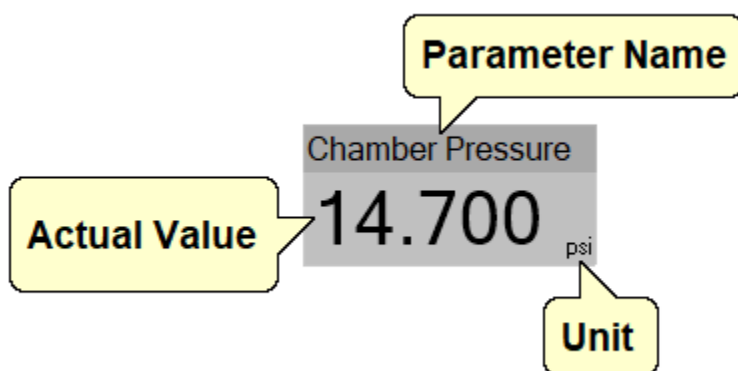 Parameter Name
Chamber Pressure
Actual Value
14.700
psi
Unit